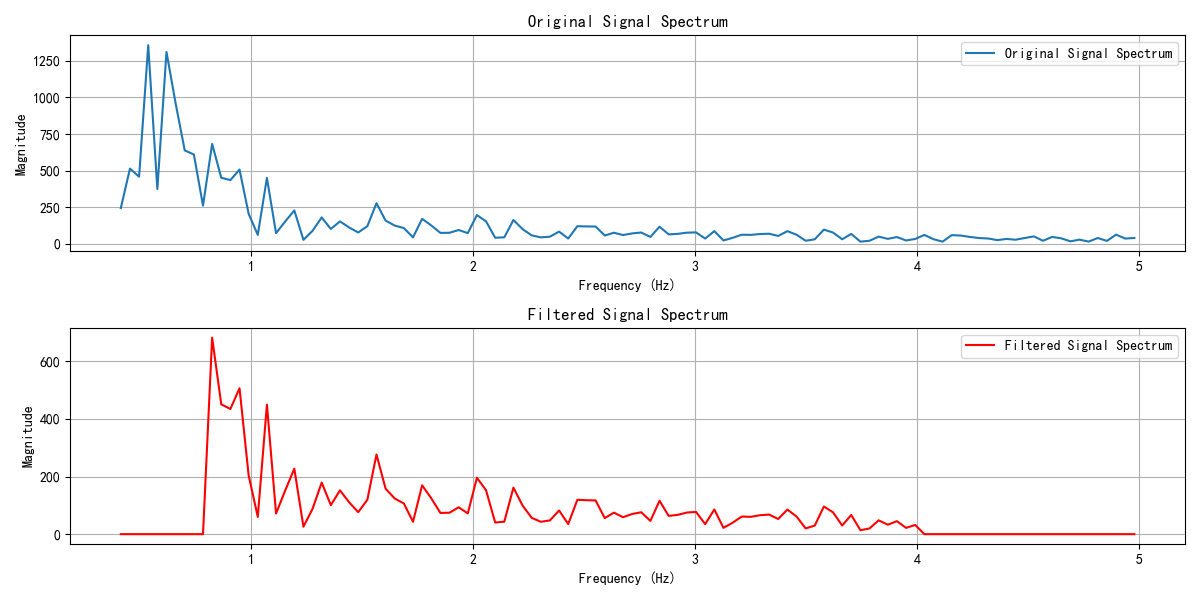 Original Signal Spectrum
Original Signal Spectrum
Magnitude
1250
1000
750
500
250
0
1 2 3 4 5
Frequency (Hz)
Filtered Signal Spectrum
Filtered Signal Spectrum
Magnitude
600
400
200
0
1 2 3 4 5
Frequency (Hz)